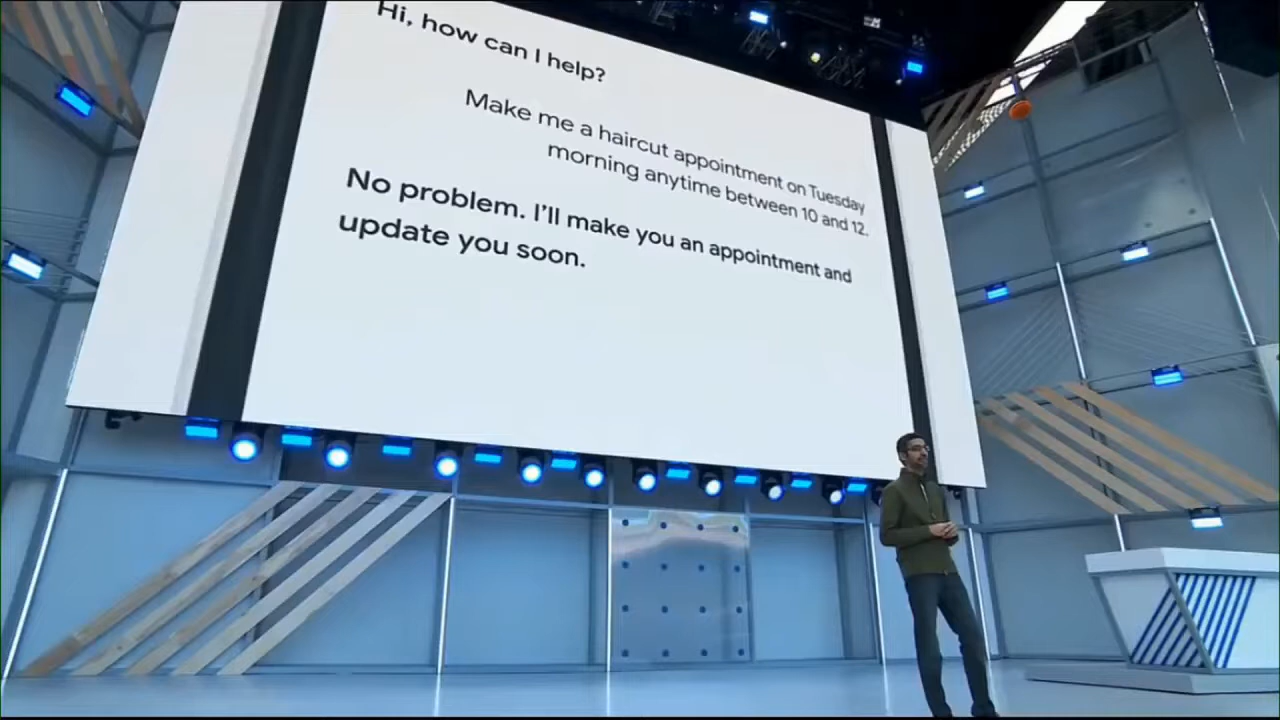 Hi, how can I help?
Make me a haircut appointment on Tuesday
morning anytime between 10 and 12.
No problem. I'll make you an appointment and
update you soon.